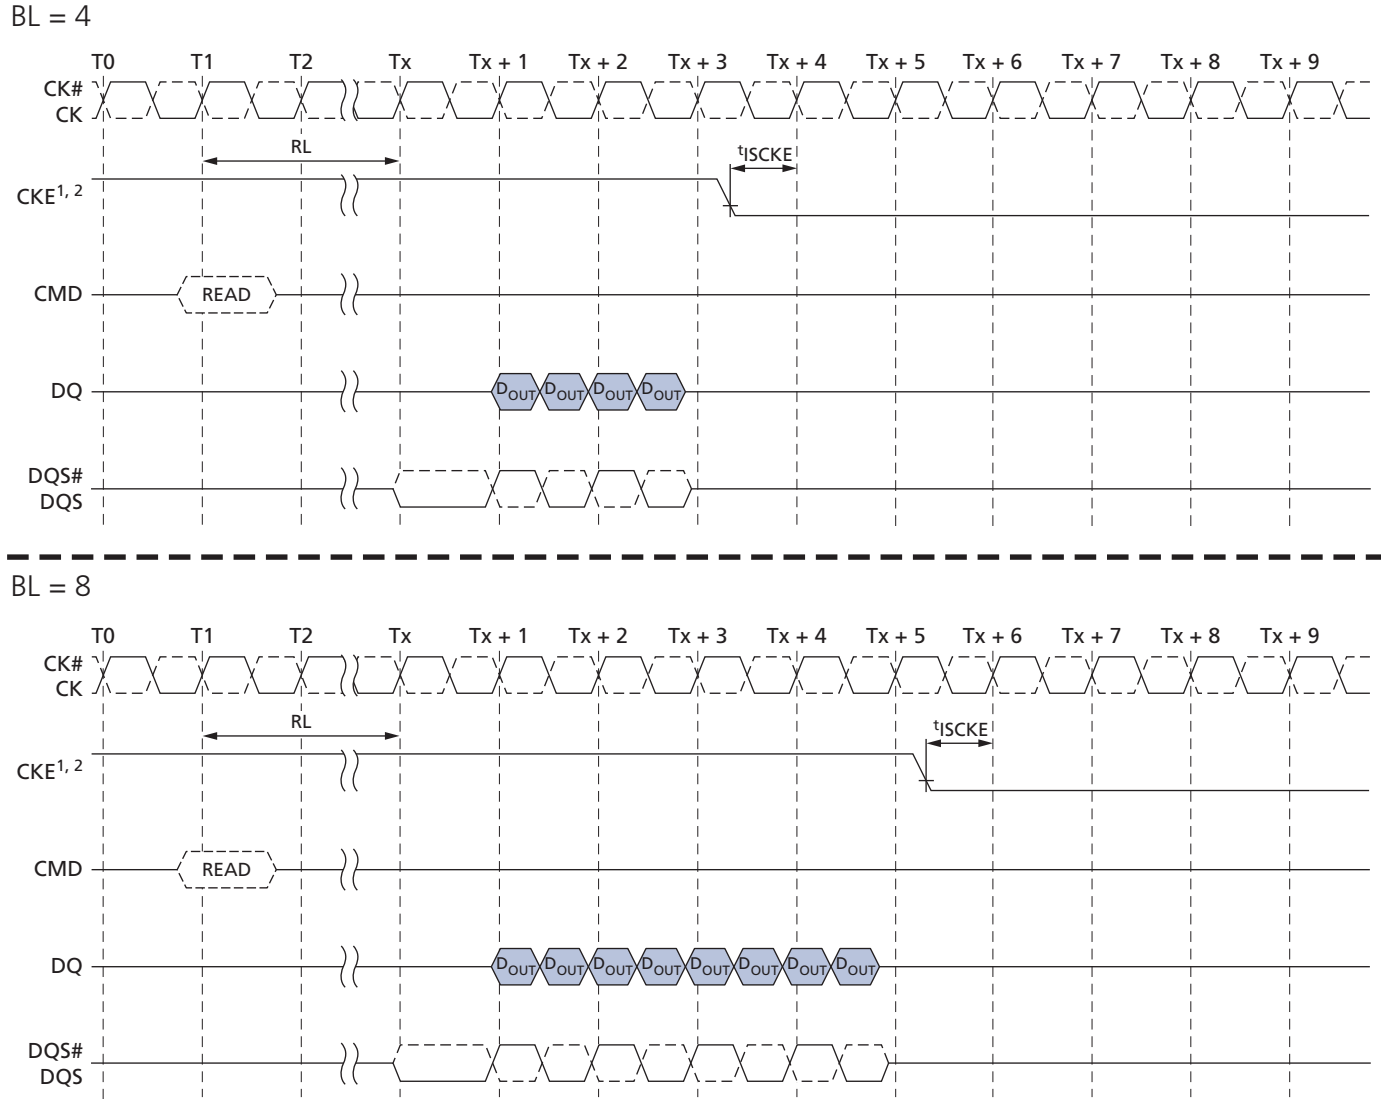 BL = 4
T0 T1 T2 Tx Tx + 1 Tx + 2 Tx + 3 Tx + 4 Tx + 5 Tx + 6 Tx + 7 Tx + 8 Tx + 9
CK#
CK
RL
tISCKE
CKE1, 2
CMD READ
DQ DOUT DOUT DOUT DOUT
DQS#
DQS
BL = 8
T0 T1 T2 Tx Tx + 1 Tx + 2 Tx + 3 Tx + 4 Tx + 5 Tx + 6 Tx + 7 Tx + 8 Tx + 9
CK#
CK
RL
tISCKE
CKE1, 2
CMD READ
DQ DOUT DOUT DOUT DOUT DOUT DOUT DOUT DOUT
DQS#
DQS